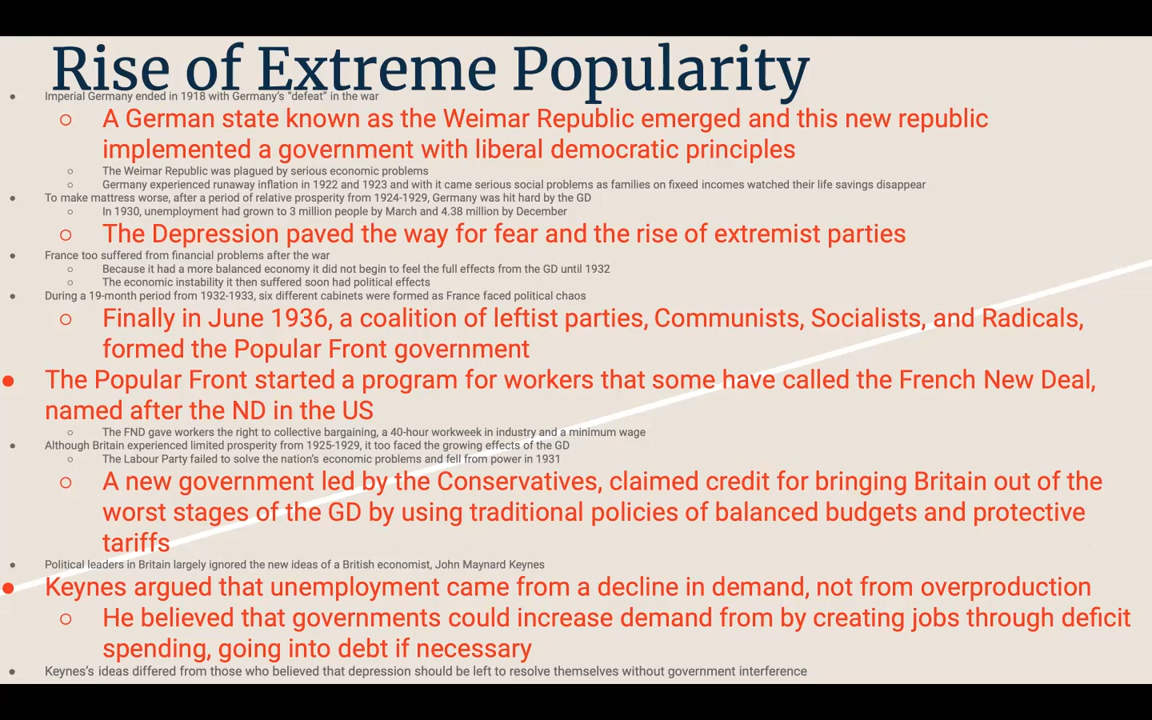 Rise of Extreme Popularity
● Imperial Germany ended in 1918 with Germany's “defeat” in the war
○ A German state known as the Weimar Republic emerged and this new republic
implemented a government with liberal democratic principles
○ The Weimar Republic was plagued by serious economic problems
○ Germany experienced runaway inflation in 1922 and 1923 and with it came serious social problems as families on fixeed incomes watched their life savings disappear
● To make mattress worse, after a period of relative prosperity from 1924-1929, Germany was hit hard by the GD
○ In 1930, unemployment had grown to 3 million people by March and 4.38 million by December
○ The Depression paved the way for fear and the rise of extremist parties
● France too suffered from financial problems after the war
○ Because it had a more balanced economy it did not begin to feel the full effects from the GD until 1932
○ The economic instability it then suffered soon had political effects
● During a 19-month period from 1932-1933, six different cabinets were formed as France faced political chaos
○ Finally in June 1936, a coalition of leftist parties, Communists, Socialists, and Radicals,
formed the Popular Front government
● The Popular Front started a program for workers that some have called the French New Deal,
named after the ND in the US
○ The FND gave workers the right to collective bargaining, a 40-hour workweek in industry and a minimum wage
● Although Britain experienced limited prosperity from 1925-1929, it too faced the growing effects of the GD
○ The Labour Party failed to solve the nation's economic problems and fell from power in 1931
○ A new government led by the Conservatives, claimed credit for bringing Britain out of the
worst stages of the GD by using traditional policies of balanced budgets and protective
tariffs
● Political leaders in Britain largely ignored the new ideas of a British economist, John Maynard Keynes
● Keynes argued that unemployment came from a decline in demand, not from overproduction
○ He believed that governments could increase demand from by creating jobs through deficit
spending, going into debt if necessary
● Keynes's ideas differed from those who believed that depression should be left to resolve themselves without government interference